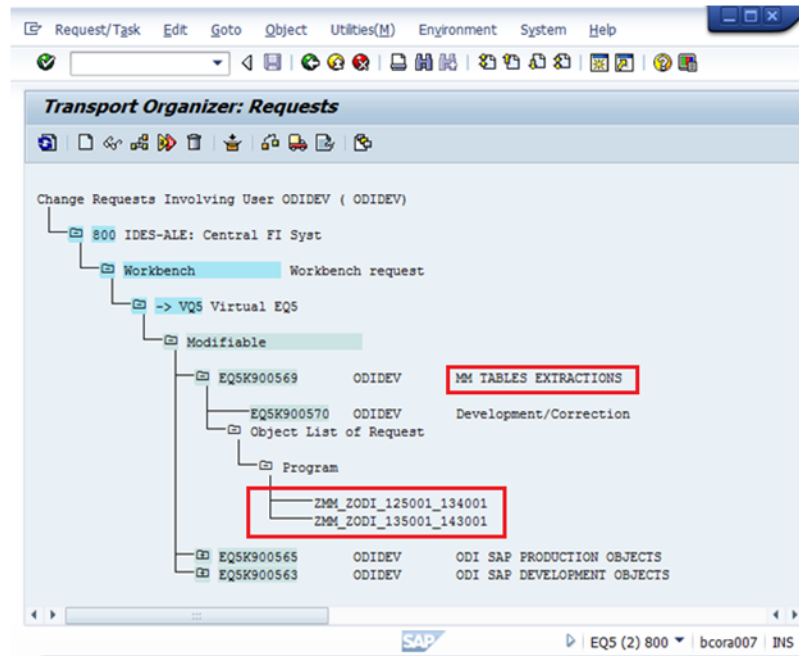 Request/Task Edit Goto Object Utilities(M) Environment System Help
Transport Organizer: Requests
Change Requests Involving User ODIDEV ( ODIDEV)
800 IDES-ALE: Central FI Syst
Workbench Workbench request
-> VQ5 Virtual EQ5
Modifiable
EQ5K900569 ODIDEV MM TABLES EXTRACTIONS
EQ5K900570 ODIDEV Development/Correction
Object List of Request
Program
ZMM_ZODI_125001_134001
ZMM_ZODI_135001_143001
EQ5K900565 ODIDEV ODI SAP PRODUCTION OBJECTS
EQ5K900563 ODIDEV ODI SAP DEVELOPMENT OBJECTS
SAP EQ5 (2) 800 bcora007 INS